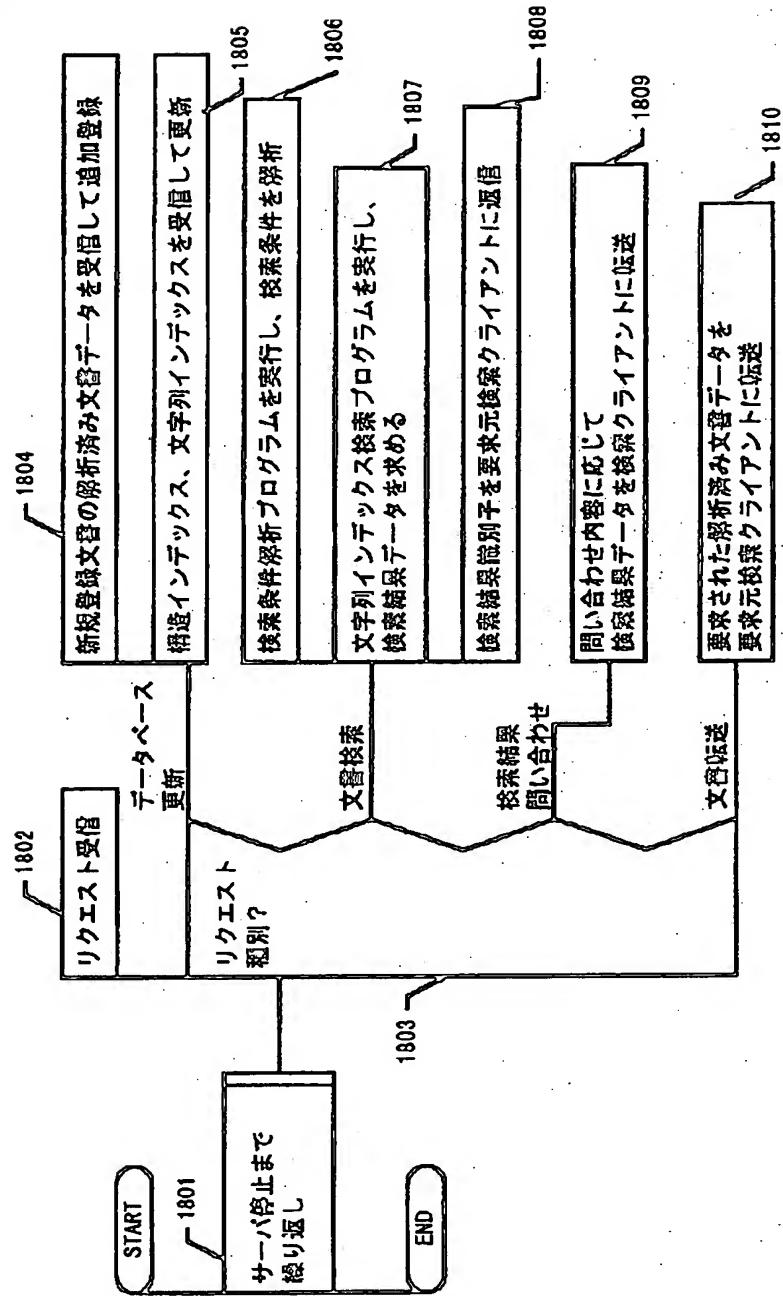 START
1801
サーバ停止まで
繰り返し
END
1802
リクエスト受信
1803
リクエスト
種別?
データベース
更新
1804
新規登録文書の解析済み文書データを受信して追加登録
1805
構造インデックス、文字列インデックスを受信して更新
文書検索
1806
検索条件解析プログラムを実行し、検索条件を解析
1807
文字列インデックス検索プログラムを実行し、
検索結果データを求める
1808
検索結果識別子を要求元検索クライアントに返信
検索結果
問い合わせ
1809
問い合わせ内容に応じて
検索結果データを検索クライアントに転送
文書転送
1810
要求された解析済み文書データを
要求元検索クライアントに転送